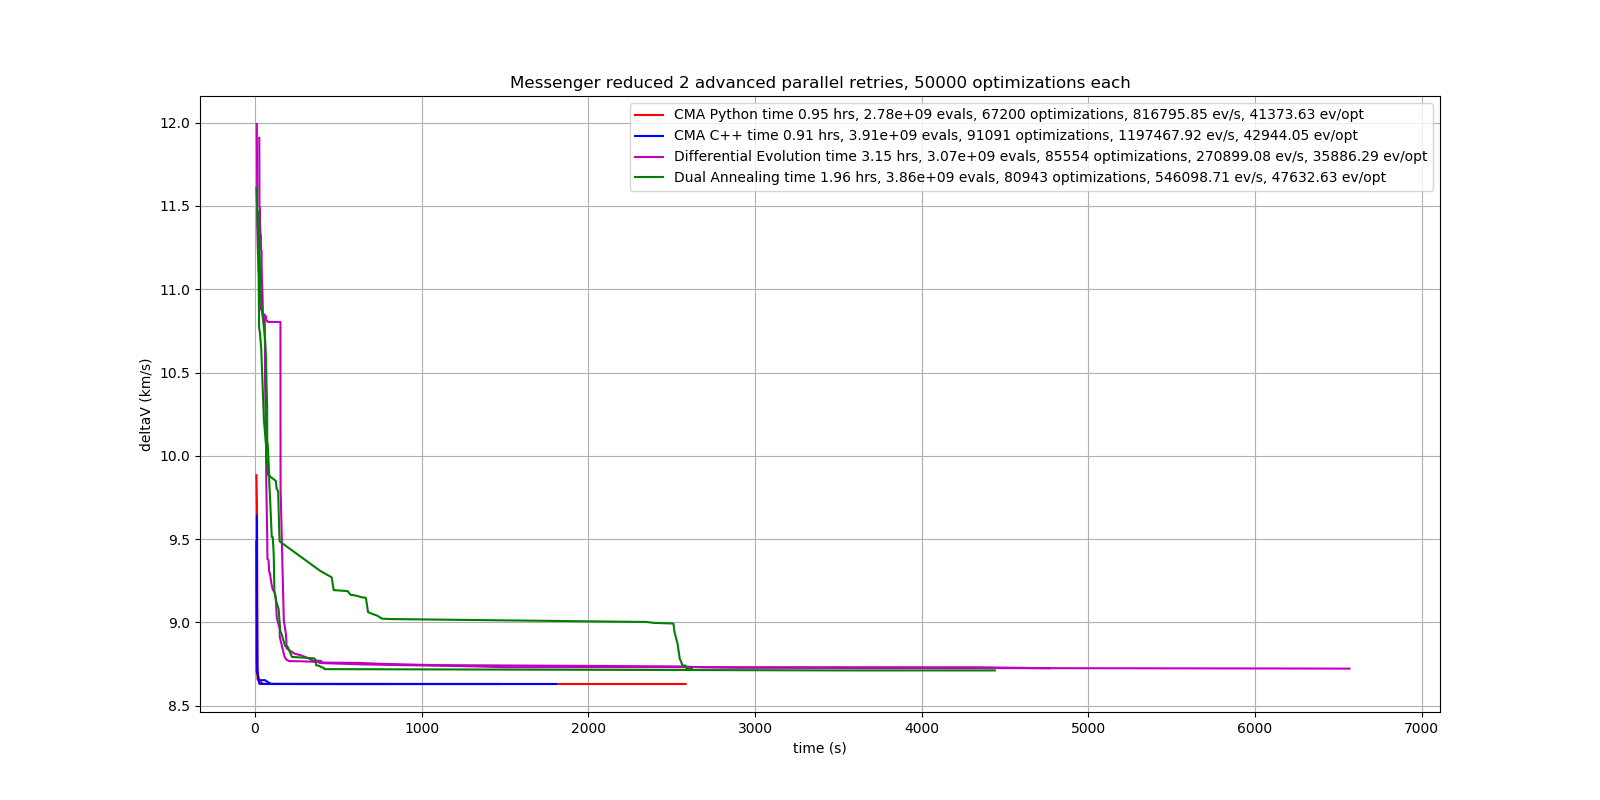 Messenger reduced 2 advanced parallel retries, 50000 optimizations each
CMA Python time 0.95 hrs, 2.78e+09 evals, 67200 optimizations, 816795.85 ev/s, 41373.63 ev/opt
CMA C++ time 0.91 hrs, 3.91e+09 evals, 91091 optimizations, 1197467.92 ev/s, 42944.05 ev/opt
Differential Evolution time 3.15 hrs, 3.07e+09 evals, 85554 optimizations, 270899.08 ev/s, 35886.29 ev/opt
Dual Annealing time 1.96 hrs, 3.86e+09 evals, 80943 optimizations, 546098.71 ev/s, 47632.63 ev/opt
deltaV (km/s)
12.0
11.5
11.0
10.5
10.0
9.5
9.0
8.5
0 1000 2000 3000 4000 5000 6000 7000
time (s)